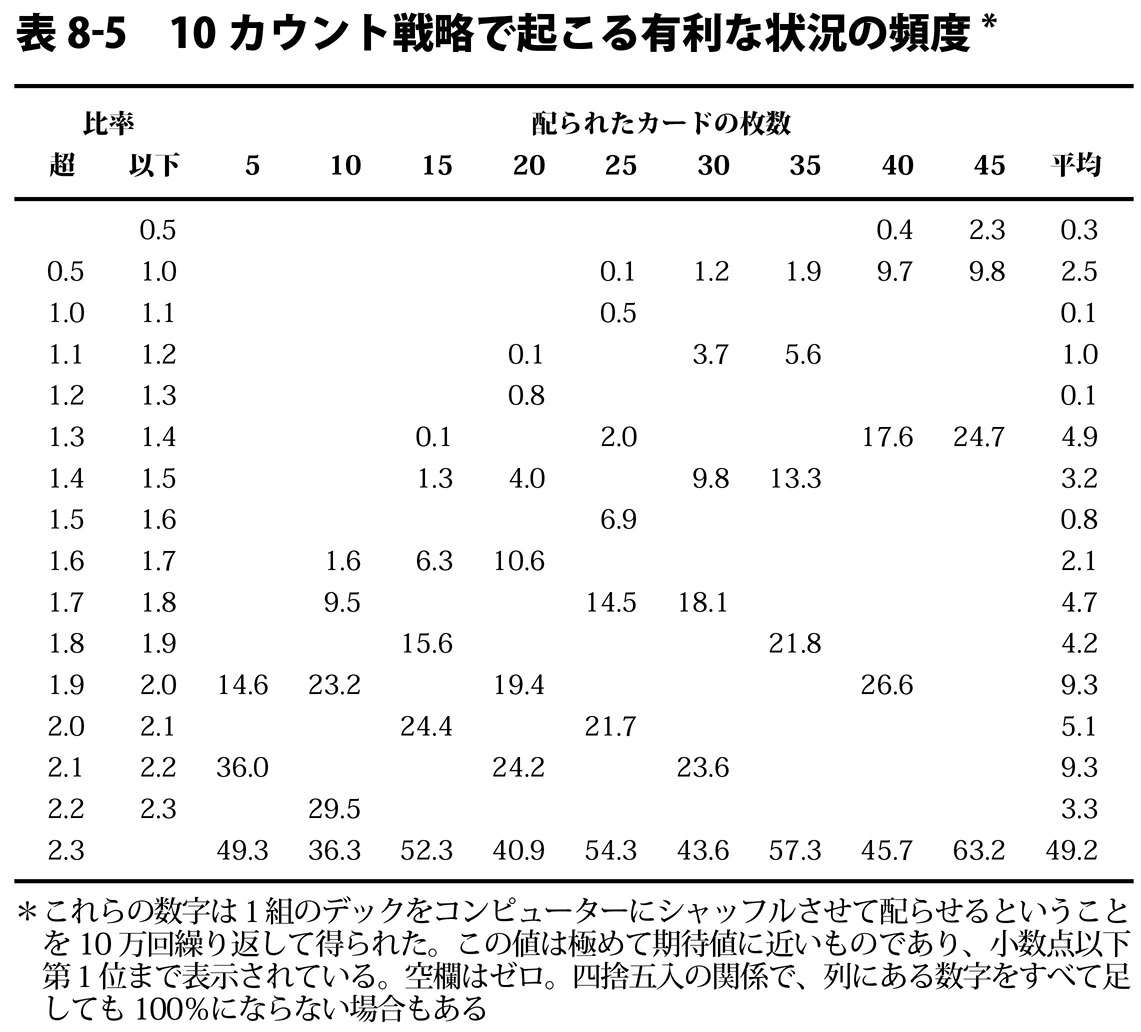 表 8-5　10 カウント戦略で起こる有利な状況の頻度*
比率 配られたカードの枚数
超 以下 5 10 15 20 25 30 35 40 45 平均
0.5 0.4 2.3 0.3
0.5 1.0 0.1 1.2 1.9 9.7 9.8 2.5
1.0 1.1 0.5 0.1
1.1 1.2 0.1 3.7 5.6 1.0
1.2 1.3 0.8 0.1
1.3 1.4 0.1 2.0 17.6 24.7 4.9
1.4 1.5 1.3 4.0 9.8 13.3 3.2
1.5 1.6 6.9 0.8
1.6 1.7 1.6 6.3 10.6 2.1
1.7 1.8 9.5 14.5 18.1 4.7
1.8 1.9 15.6 21.8 4.2
1.9 2.0 14.6 23.2 19.4 26.6 9.3
2.0 2.1 24.4 21.7 5.1
2.1 2.2 36.0 24.2 23.6 9.3
2.2 2.3 29.5 3.3
2.3 49.3 36.3 52.3 40.9 54.3 43.6 57.3 45.7 63.2 49.2
＊これらの数字は 1 組のデックをコンピューターにシャッフルさせて配らせるということ
を 10 万回繰り返して得られた。この値は極めて期待値に近いものであり、小数点以下
第 1 位まで表示されている。空欄はゼロ。四捨五入の関係で、列にある数字をすべて足
しても 100％にならない場合もある